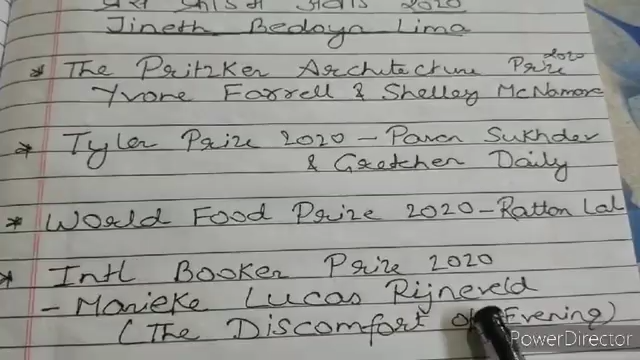 2020
Jineth Bedoya Lima
* The Pritzker Architecture Prize 2020
Yvone Farrell & Shelley McNamara
* Tyler Prize 2020 - Pavan Sukhdev
& Gretchen Daily
* World Food Prize 2020 - Rattan Lal
* Intl Booker Prize 2020
- Marieke Lucas Rijneveld
(The Discomfort of Evening)
PowerDirector